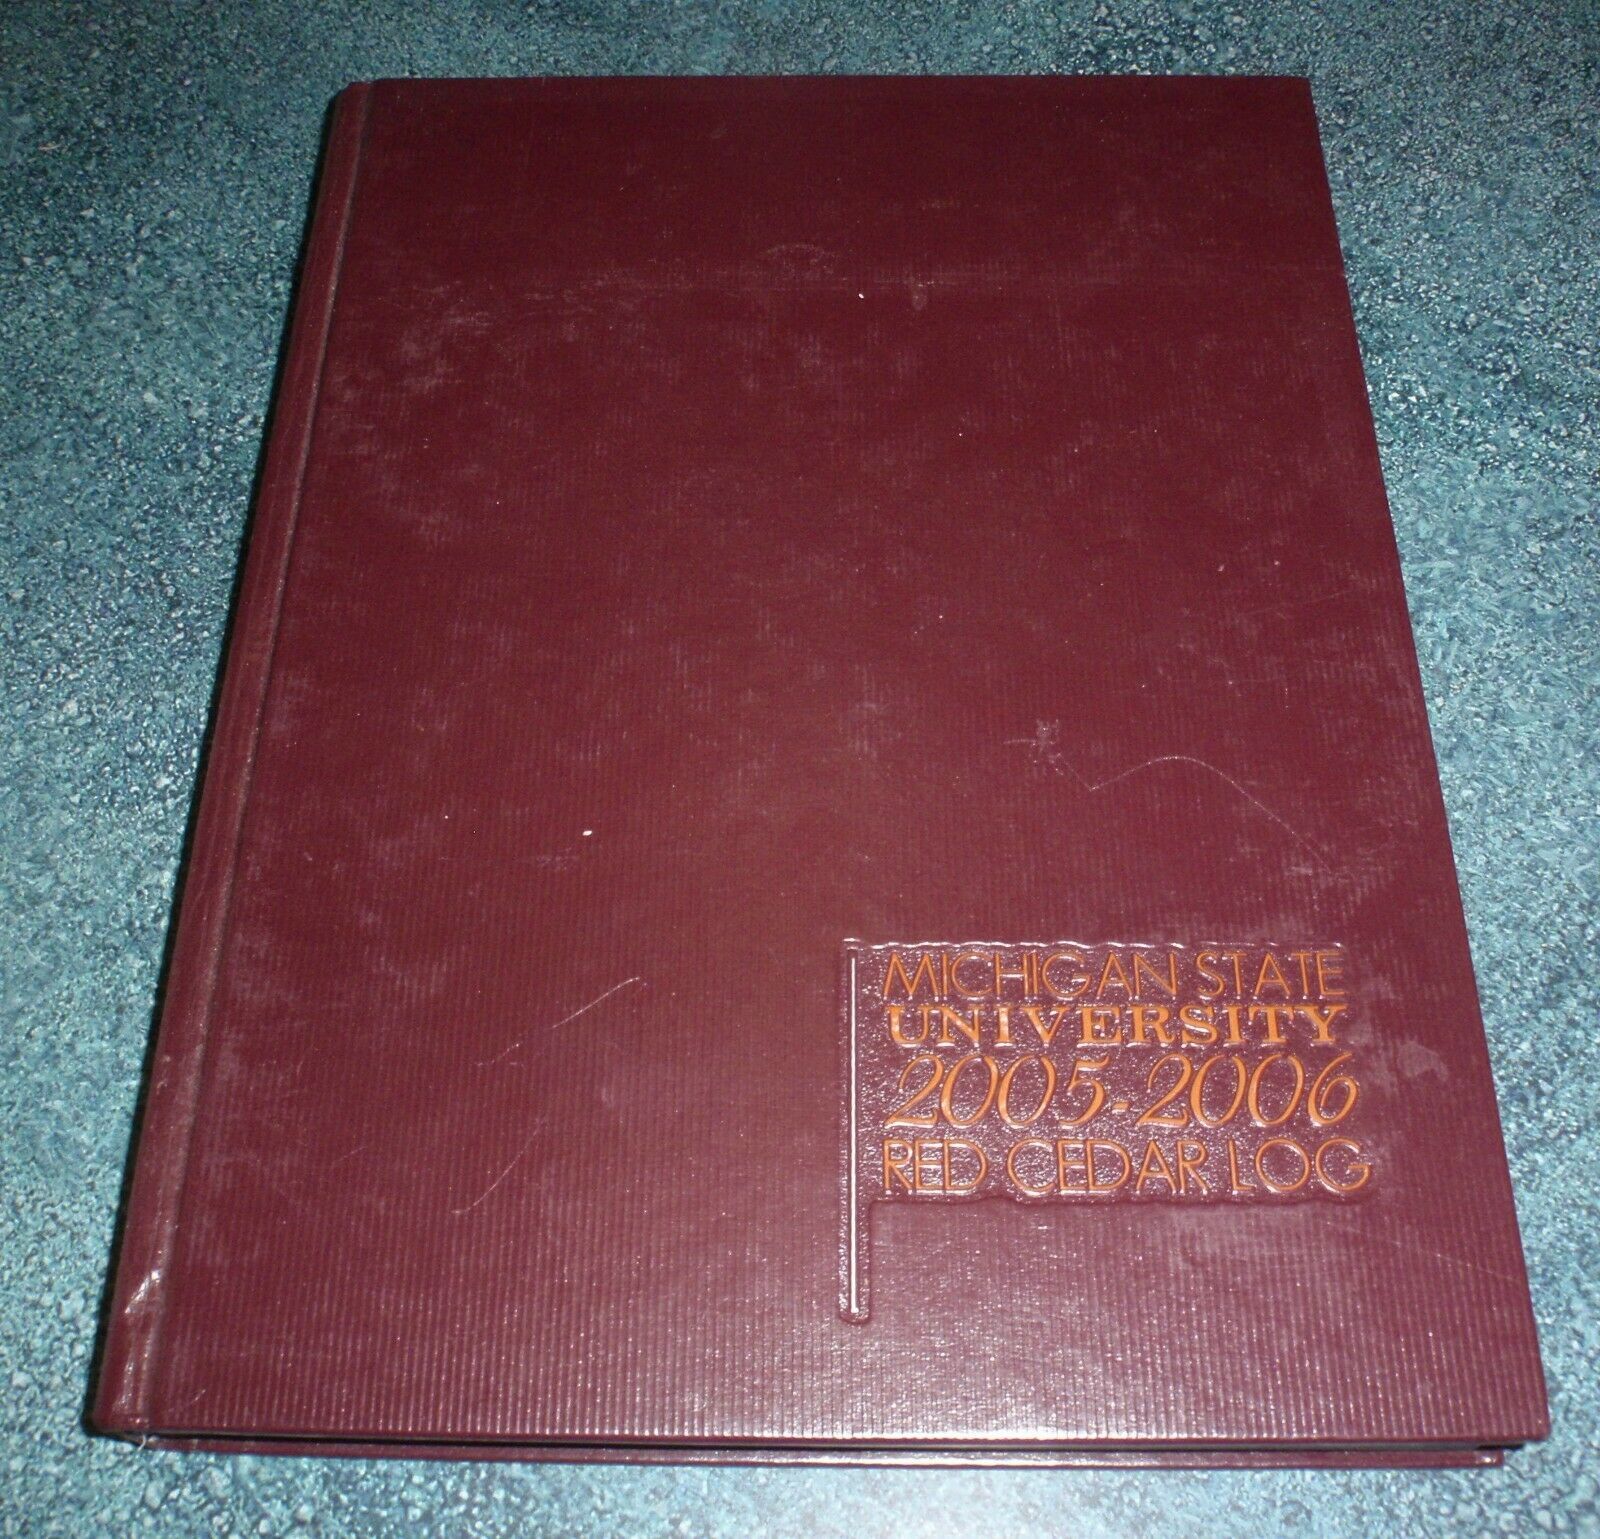 MICHIGAN STATE
UNIVERSITY
2005-2006
RED CEDAR LOG